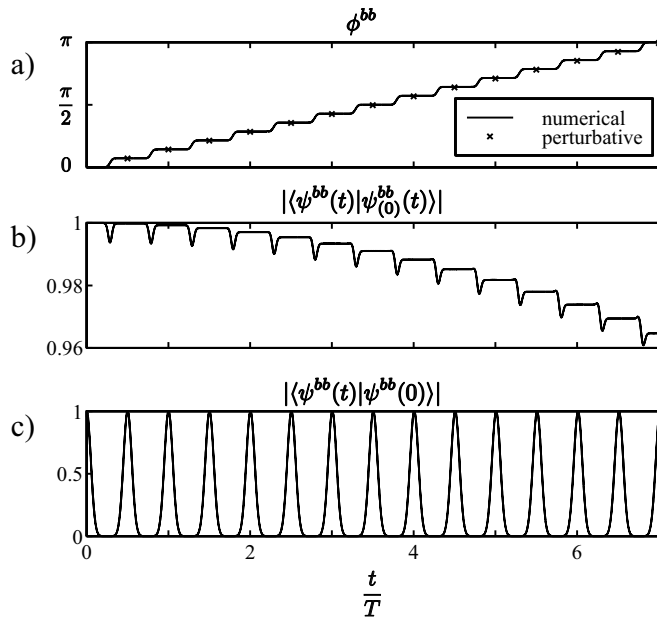 ϕ^{bb}
a)
π
π/2
0
numerical
perturbative
|⟨ψ^{bb}(t)|ψ^{bb}_{(0)}(t)⟩|
b)
1
0.98
0.96
|⟨ψ^{bb}(t)|ψ^{bb}(0)⟩|
c)
1
0.5
0
0 2 4 6
t/T